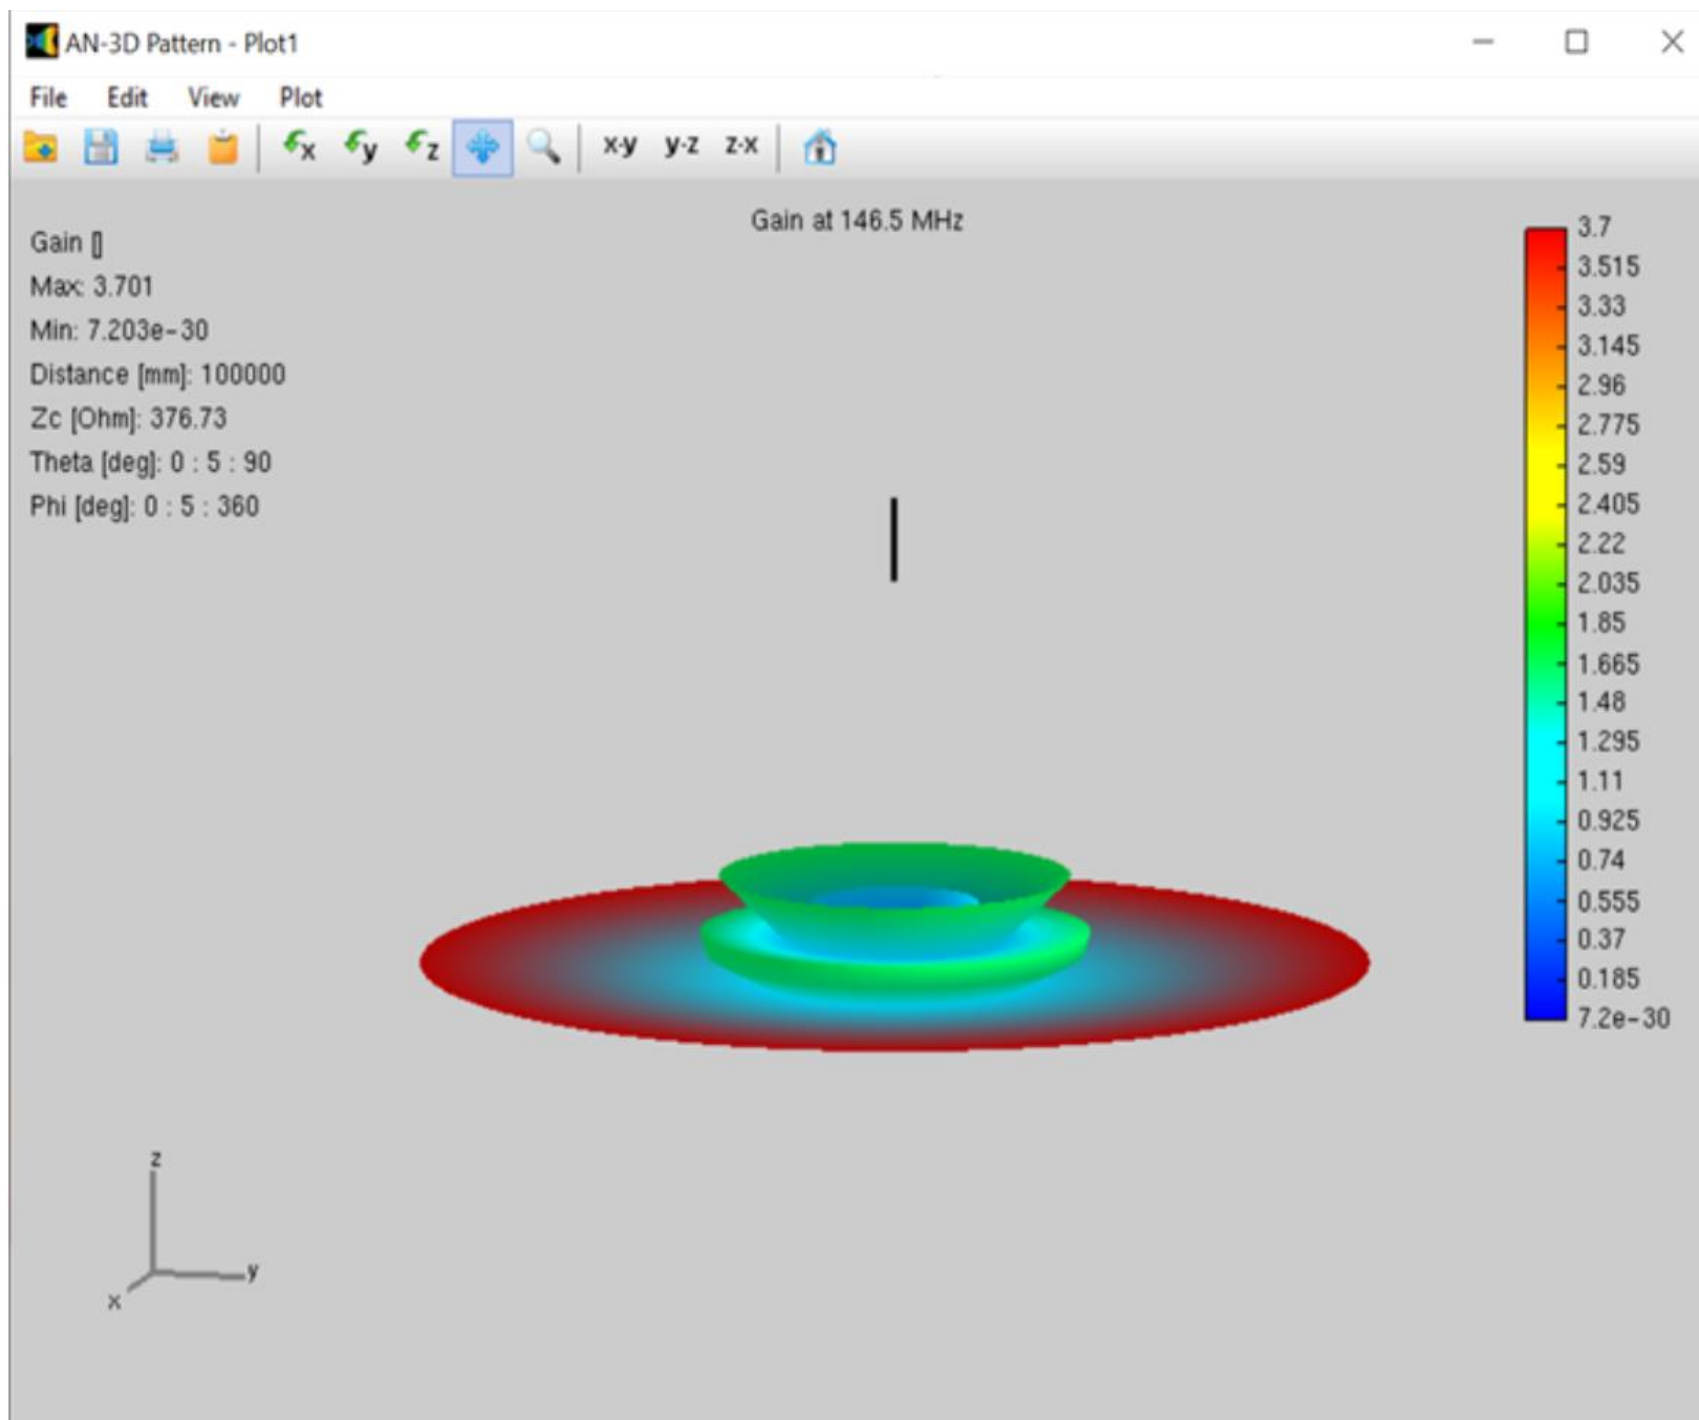 AN-3D Pattern - Plot1
File Edit View Plot
x y z x-y y-z z-x
Gain at 146.5 MHz
Gain []
Max: 3.701
Min: 7.203e-30
Distance [mm]: 100000
Zc [Ohm]: 376.73
Theta [deg]: 0 : 5 : 90
Phi [deg]: 0 : 5 : 360
3.7
3.515
3.33
3.145
2.96
2.775
2.59
2.405
2.22
2.035
1.85
1.665
1.48
1.295
1.11
0.925
0.74
0.555
0.37
0.185
7.2e-30
z
y
x